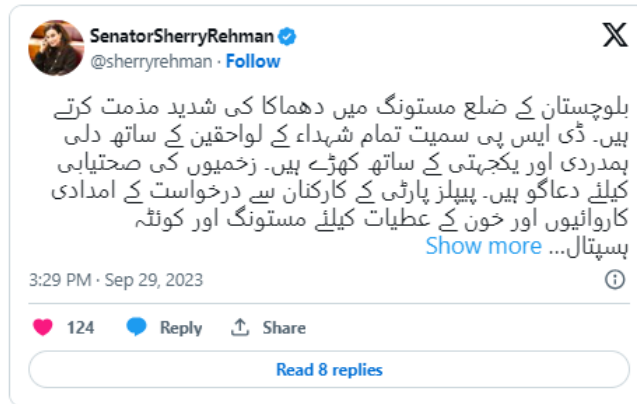 SenatorSherryRehman
@sherryrehman · Follow
بلوچستان کے ضلع مستونگ میں دھماکا کی شدید مذمت کرتے
ہیں۔ ڈی ایس پی سمیت تمام شہداء کے لواحقین کے ساتھ دلی
ہمدردی اور یکجہتی کے ساتھ کھڑے ہیں۔ زخمیوں کی صحتیابی
کیلئے دعاگو ہیں۔ پیپلز پارٹی کے کارکنان سے درخواست کے امدادی
کاروائیوں اور خون کے عطیات کیلئے مستونگ اور کوئٹہ
ہسپتال... Show more
3:29 PM · Sep 29, 2023
124 Reply Share
Read 8 replies